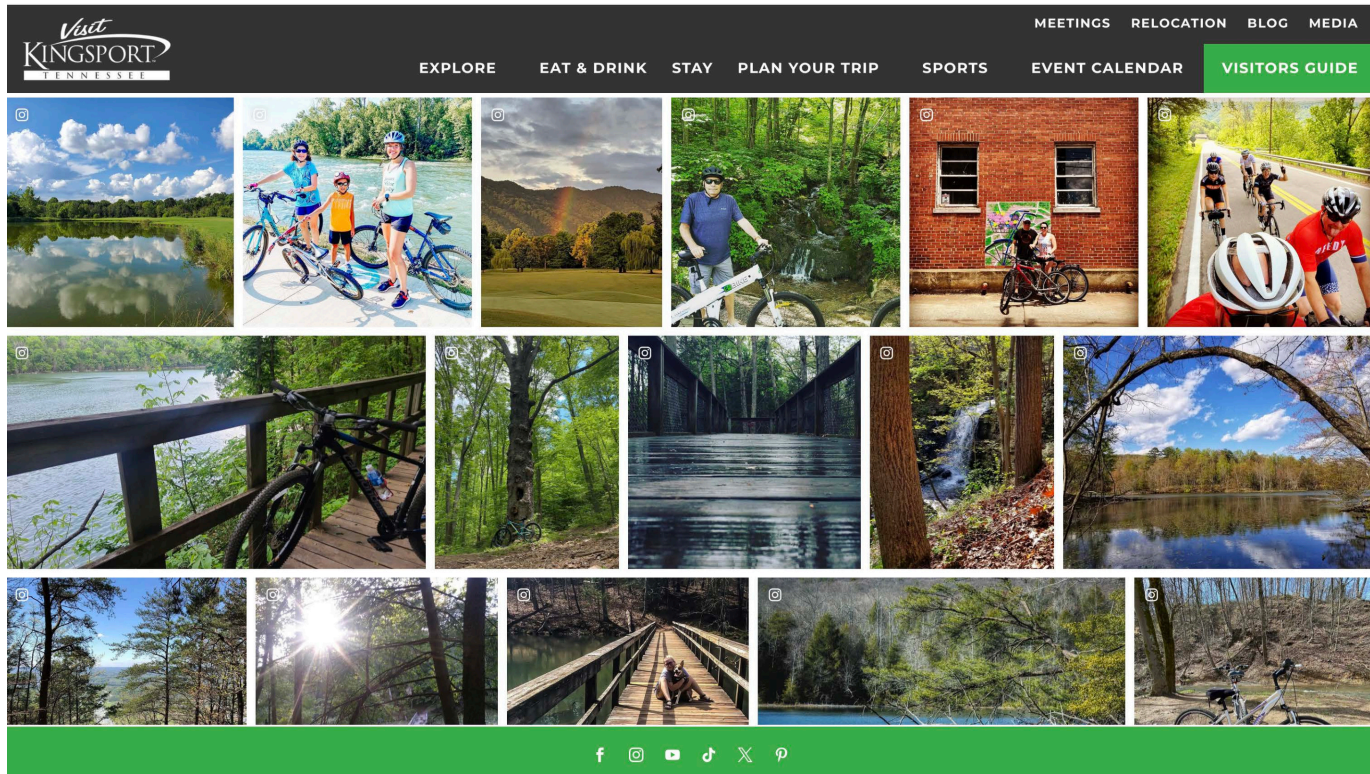 Visit
KINGSPORT
TENNESSEE
MEETINGS RELOCATION BLOG MEDIA
EXPLORE EAT & DRINK STAY PLAN YOUR TRIP SPORTS EVENT CALENDAR VISITORS GUIDE